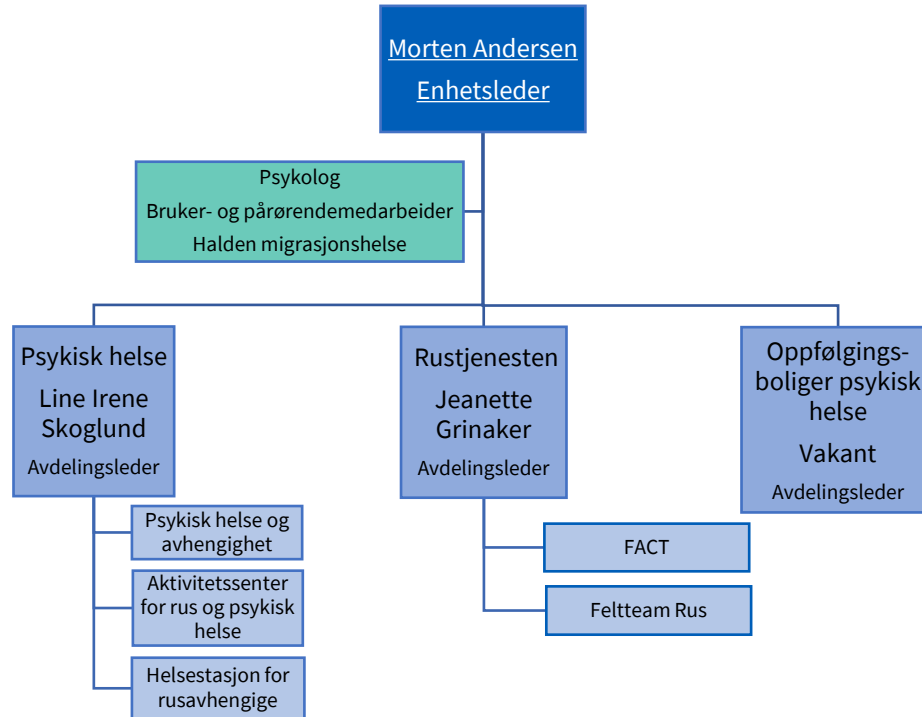 Morten Andersen
Enhetsleder
Psykolog
Bruker- og pårørendemedarbeider
Halden migrasjonshelse
Psykisk helse
Line Irene
Skoglund
Avdelingsleder
Psykisk helse og
avhengighet
Aktivitetssenter
for rus og psykisk
helse
Helsestasjon for
rusavhengige
Rustjenesten
Jeanette
Grinaker
Avdelingsleder
FACT
Feltteam Rus
Oppfølgings-
boliger psykisk
helse
Vakant
Avdelingsleder